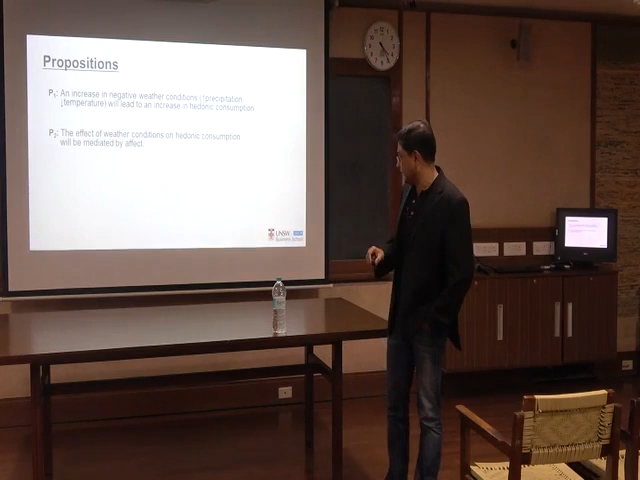 Propositions
P1: An increase in negative weather conditions (↑precipitation
↓temperature) will lead to an increase in hedonic consumption
P2: The effect of weather conditions on hedonic consumption
will be mediated by affect.
UNSW
Business School